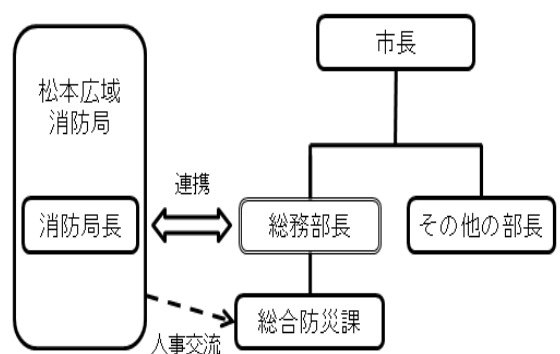 市長
松本広域
消防局
連携
消防局長
総務部長
その他の部長
総合防災課
人事交流